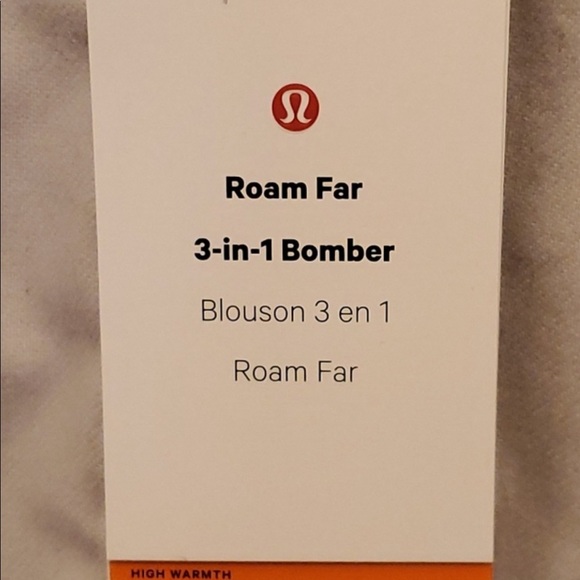 Roam Far
3-in-1 Bomber
Blouson 3 en 1
Roam Far
HIGH WARMTH